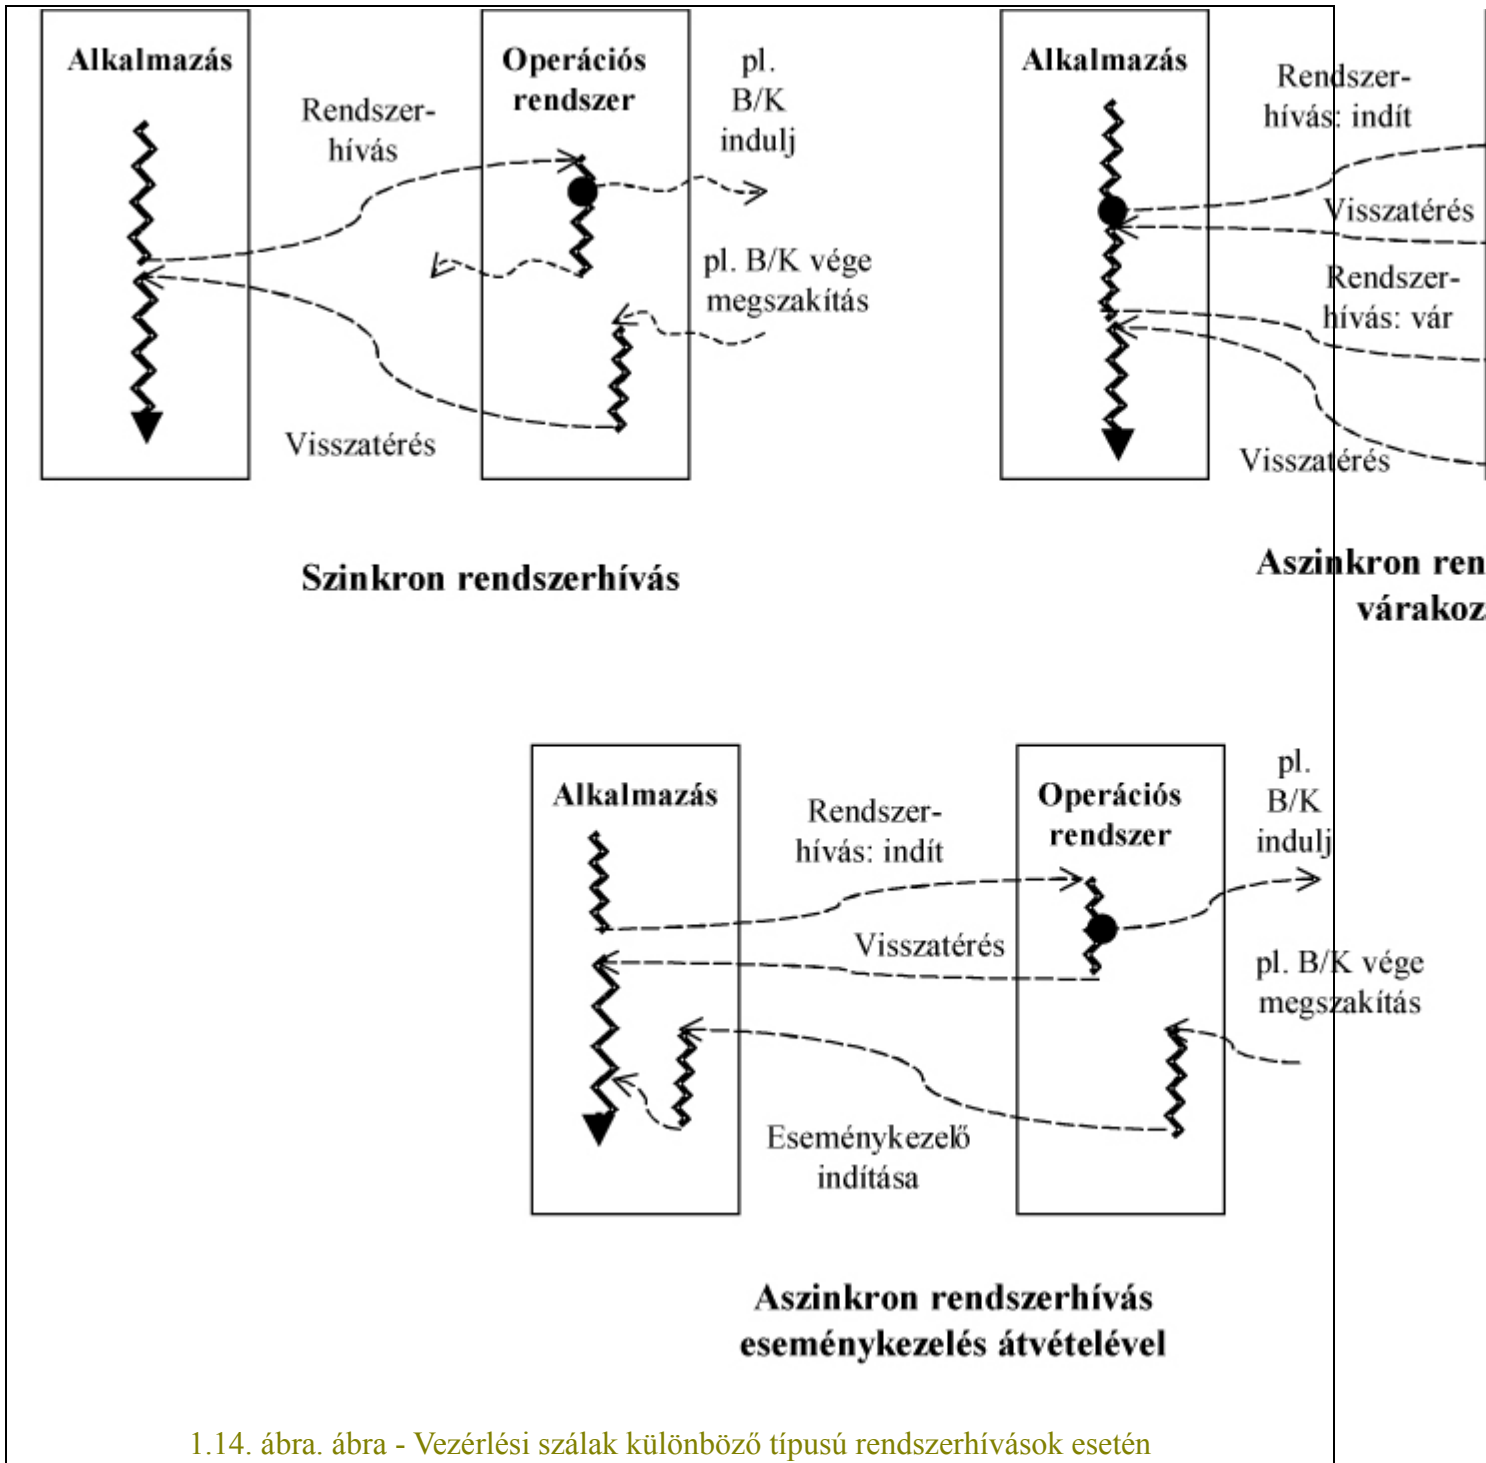 Alkalmazás
Rendszer-
hívás
Visszatérés
Operációs
rendszer
pl.
B/K
indulj
pl. B/K vége
megszakítás
Szinkron rendszerhívás
Alkalmazás
Rendszer-
hívás: indít
Visszatérés
Rendszer-
hívás: vár
Visszatérés
Aszinkron ren
várakoz
Alkalmazás
Rendszer-
hívás: indít
Visszatérés
Eseménykezelő
indítása
Operációs
rendszer
pl.
B/K
indulj
pl. B/K vége
megszakítás
Aszinkron rendszerhívás
eseménykezelés átvételével
1.14. ábra. ábra - Vezérlési szálak különböző típusú rendszerhívások esetén